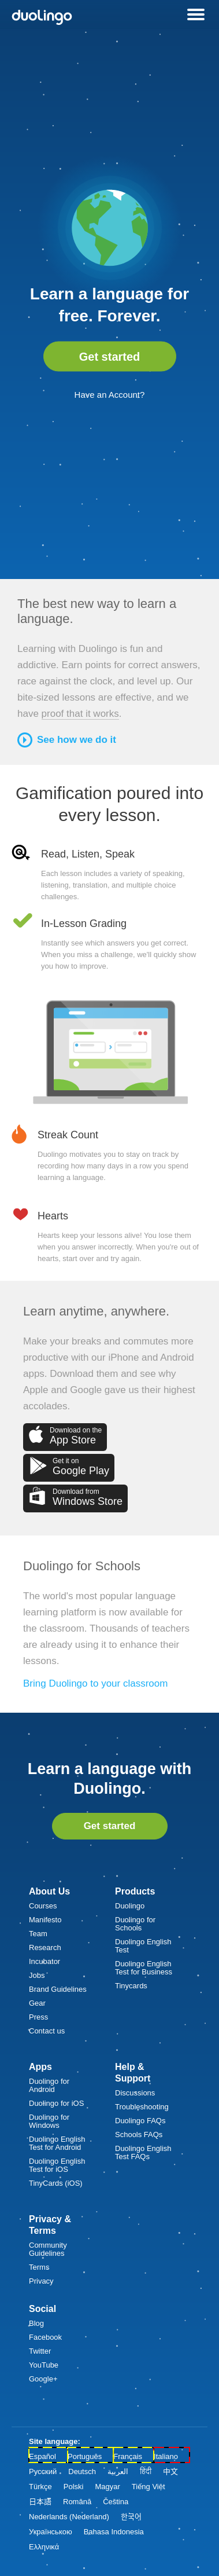 duolingo
Learn a language for
free. Forever.
Get started
Have an Account?
The best new way to learn a
language.
Learning with Duolingo is fun and
addictive. Earn points for correct answers,
race against the clock, and level up. Our
bite-sized lessons are effective, and we
have proof that it works.
See how we do it
Gamification poured into
every lesson.
Read, Listen, Speak
Each lesson includes a variety of speaking,
listening, translation, and multiple choice
challenges.
In-Lesson Grading
Instantly see which answers you get correct.
When you miss a challenge, we'll quickly show
you how to improve.
Streak Count
Duolingo motivates you to stay on track by
recording how many days in a row you spend
learning a language.
Hearts
Hearts keep your lessons alive! You lose them
when you answer incorrectly. When you're out of
hearts, start over and try again.
Learn anytime, anywhere.
Make your breaks and commutes more
productive with our iPhone and Android
apps. Download them and see why
Apple and Google gave us their highest
accolades.
Download on the
App Store
Get it on
Google Play
Download from
Windows Store
Duolingo for Schools
The world's most popular language
learning platform is now available for
the classroom. Thousands of teachers
are already using it to enhance their
lessons.
Bring Duolingo to your classroom
Learn a language with
Duolingo.
Get started
About Us
Courses
Manifesto
Team
Research
Incubator
Jobs
Brand Guidelines
Gear
Press
Contact us
Products
Duolingo
Duolingo for
Schools
Duolingo English
Test
Duolingo English
Test for Business
Tinycards
Apps
Duolingo for
Android
Duolingo for iOS
Duolingo for
Windows
Duolingo English
Test for Android
Duolingo English
Test for iOS
TinyCards (iOS)
Help &
Support
Discussions
Troubleshooting
Duolingo FAQs
Schools FAQs
Duolingo English
Test FAQs
Privacy &
Terms
Community
Guidelines
Terms
Privacy
Social
Blog
Facebook
Twitter
YouTube
Google+
Site language:
Español Português Français Italiano
Русский Deutsch العربية हिंदी 中文
Türkçe Polski Magyar Tiếng Việt
日本語 Română Čeština
Nederlands (Nederland) 한국어
Українською Bahasa Indonesia
Ελληνικά